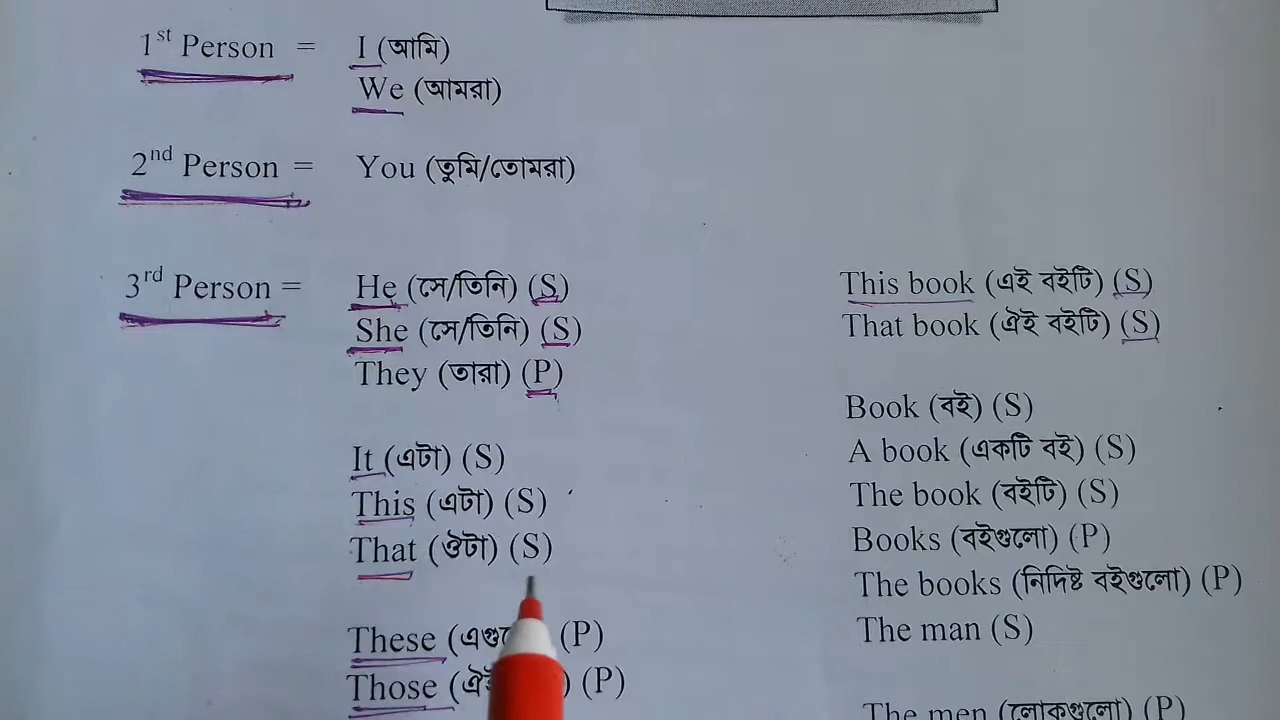 1st Person = I (আমি)
We (আমরা)
2nd Person = You (তুমি/তোমরা)
3rd Person = He (সে/তিনি) (S)
She (সে/তিনি) (S)
They (তারা) (P)
It (এটা) (S)
This (এটা) (S)
That (ওটা) (S)
These (P)
Those (P)
This book (এই বইটি) (S)
That book (ঐই বইটি) (S)
Book (বই) (S)
A book (একটি বই) (S)
The book (বইটি) (S)
Books (বইগুলো) (P)
The books (নির্দিষ্ট বইগুলো) (P)
The man (S)
The men (লোকগুলো) (P)